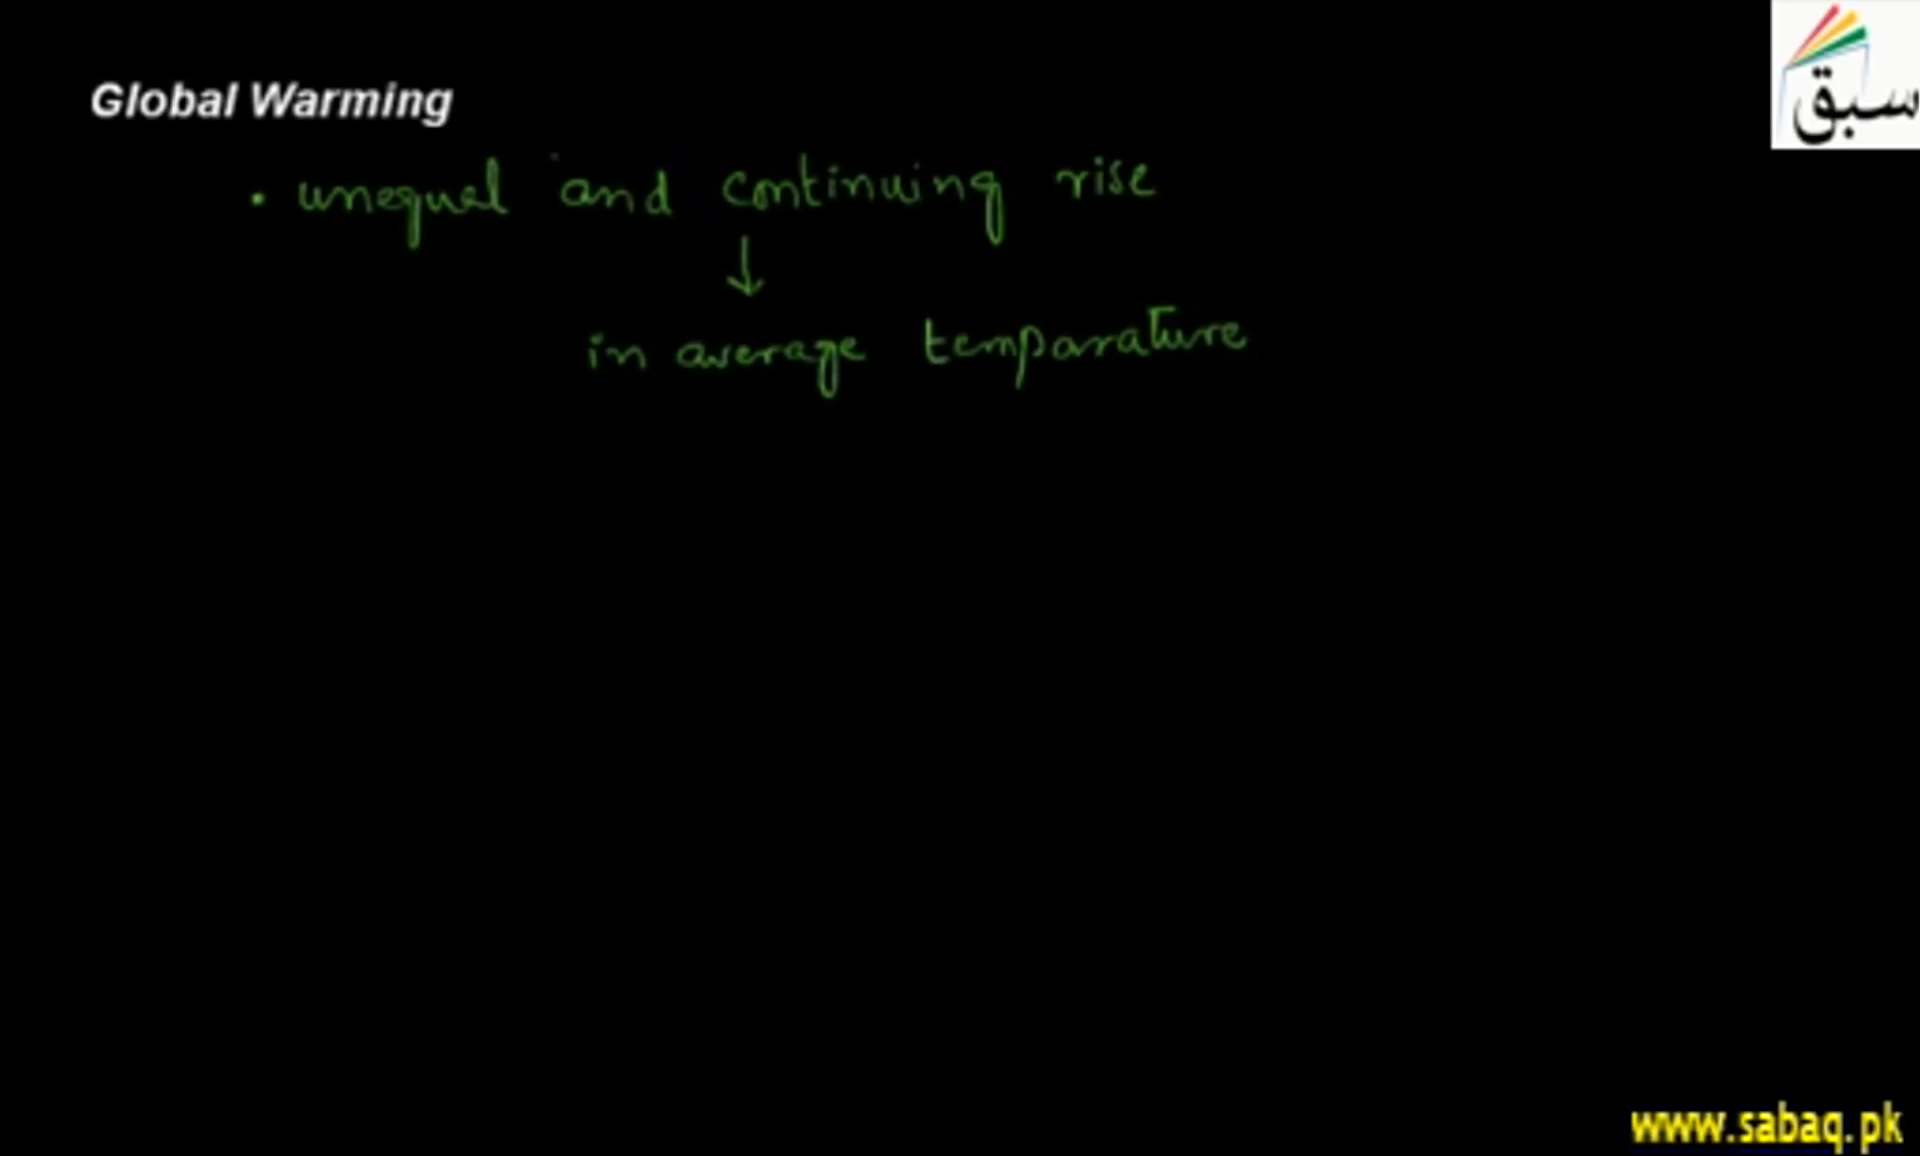 Global Warming
سبق
• unequal and continuing rise
↓
in average temparature
www.sabaq.pk